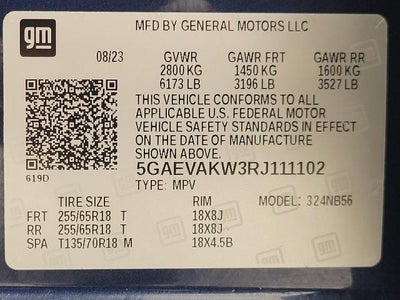 gm
MFD BY GENERAL MOTORS LLC
08/23 GVWR GAWR FRT GAWR RR
2800 KG 1450 KG 1600 KG
6173 LB 3196 LB 3527 LB
THIS VEHICLE CONFORMS TO ALL
APPLICABLE U.S. FEDERAL MOTOR
VEHICLE SAFETY STANDARDS IN EFFECT
ON THE DATE OF MANUFACTURE
SHOWN ABOVE.
619D
5GAEVAKW3RJ111102
TYPE: MPV
TIRE SIZE RIM MODEL: 324NB56
FRT 255/65R18 T 18X8J
RR 255/65R18 T 18X8J
SPA T135/70R18 M 18X4.5B